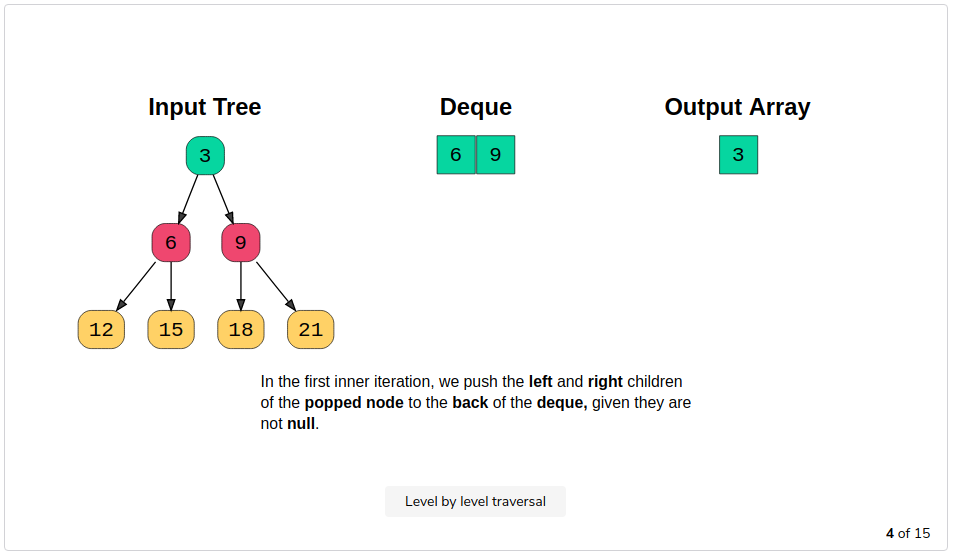 Input Tree Deque Output Array
3 6 9 3
6 9
12 15 18 21
In the first inner iteration, we push the left and right children
of the popped node to the back of the deque, given they are
not null.
Level by level traversal
4 of 15